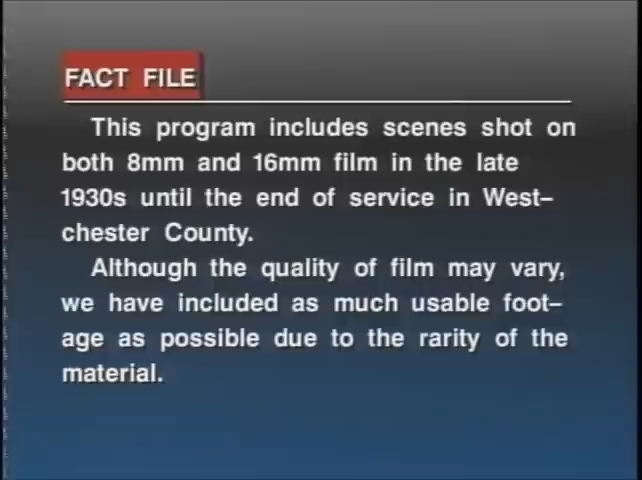 FACT FILE
This program includes scenes shot on
both 8mm and 16mm film in the late
1930s until the end of service in West–
chester County.
Although the quality of film may vary,
we have included as much usable foot–
age as possible due to the rarity of the
material.